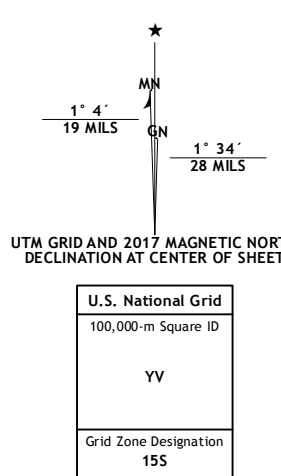 MN
1° 4´
19 MILS
GN
1° 34´
28 MILS
UTM GRID AND 2017 MAGNETIC NORT
DECLINATION AT CENTER OF SHEET
U.S. National Grid
100,000-m Square ID
YV
Grid Zone Designation
15S